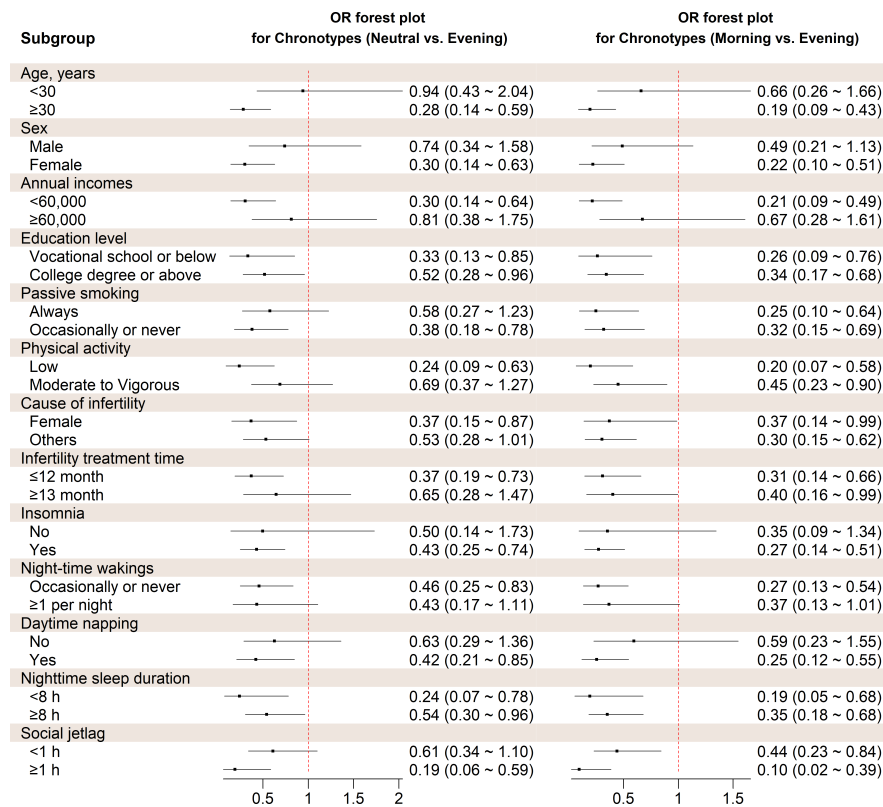 OR forest plot OR forest plot
Subgroup for Chronotypes (Neutral vs. Evening) for Chronotypes (Morning vs. Evening)
Age, years
<30 0.94 (0.43 ~ 2.04) 0.66 (0.26 ~ 1.66)
≥30 0.28 (0.14 ~ 0.59) 0.19 (0.09 ~ 0.43)
Sex
Male 0.74 (0.34 ~ 1.58) 0.49 (0.21 ~ 1.13)
Female 0.30 (0.14 ~ 0.63) 0.22 (0.10 ~ 0.51)
Annual incomes
<60,000 0.30 (0.14 ~ 0.64) 0.21 (0.09 ~ 0.49)
≥60,000 0.81 (0.38 ~ 1.75) 0.67 (0.28 ~ 1.61)
Education level
Vocational school or below 0.33 (0.13 ~ 0.85) 0.26 (0.09 ~ 0.76)
College degree or above 0.52 (0.28 ~ 0.96) 0.34 (0.17 ~ 0.68)
Passive smoking
Always 0.58 (0.27 ~ 1.23) 0.25 (0.10 ~ 0.64)
Occasionally or never 0.38 (0.18 ~ 0.78) 0.32 (0.15 ~ 0.69)
Physical activity
Low 0.24 (0.09 ~ 0.63) 0.20 (0.07 ~ 0.58)
Moderate to Vigorous 0.69 (0.37 ~ 1.27) 0.45 (0.23 ~ 0.90)
Cause of infertility
Female 0.37 (0.15 ~ 0.87) 0.37 (0.14 ~ 0.99)
Others 0.53 (0.28 ~ 1.01) 0.30 (0.15 ~ 0.62)
Infertility treatment time
≤12 month 0.37 (0.19 ~ 0.73) 0.31 (0.14 ~ 0.66)
≥13 month 0.65 (0.28 ~ 1.47) 0.40 (0.16 ~ 0.99)
Insomnia
No 0.50 (0.14 ~ 1.73) 0.35 (0.09 ~ 1.34)
Yes 0.43 (0.25 ~ 0.74) 0.27 (0.14 ~ 0.51)
Night-time wakings
Occasionally or never 0.46 (0.25 ~ 0.83) 0.27 (0.13 ~ 0.54)
≥1 per night 0.43 (0.17 ~ 1.11) 0.37 (0.13 ~ 1.01)
Daytime napping
No 0.63 (0.29 ~ 1.36) 0.59 (0.23 ~ 1.55)
Yes 0.42 (0.21 ~ 0.85) 0.25 (0.12 ~ 0.55)
Nighttime sleep duration
<8 h 0.24 (0.07 ~ 0.78) 0.19 (0.05 ~ 0.68)
≥8 h 0.54 (0.30 ~ 0.96) 0.35 (0.18 ~ 0.68)
Social jetlag
<1 h 0.61 (0.34 ~ 1.10) 0.44 (0.23 ~ 0.84)
≥1 h 0.19 (0.06 ~ 0.59) 0.10 (0.02 ~ 0.39)
0.5 1 1.5 2 0.5 1 1.5